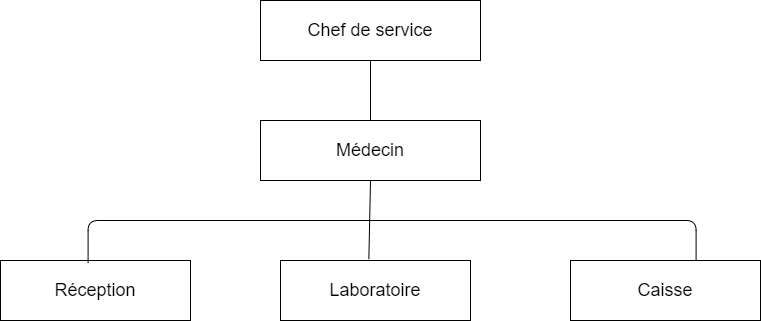 Chef de service
Médecin
Réception
Laboratoire
Caisse